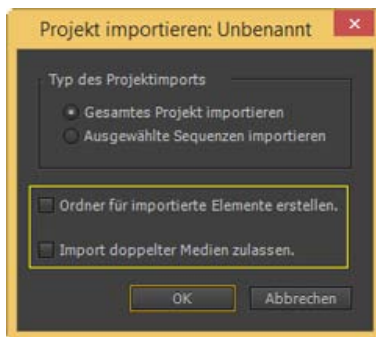 Projekt importieren: Unbenannt
Typ des Projektimports
Gesamtes Projekt importieren
Ausgewählte Sequenzen importieren
Ordner für importierte Elemente erstellen.
Import doppelter Medien zulassen.
OK Abbrechen